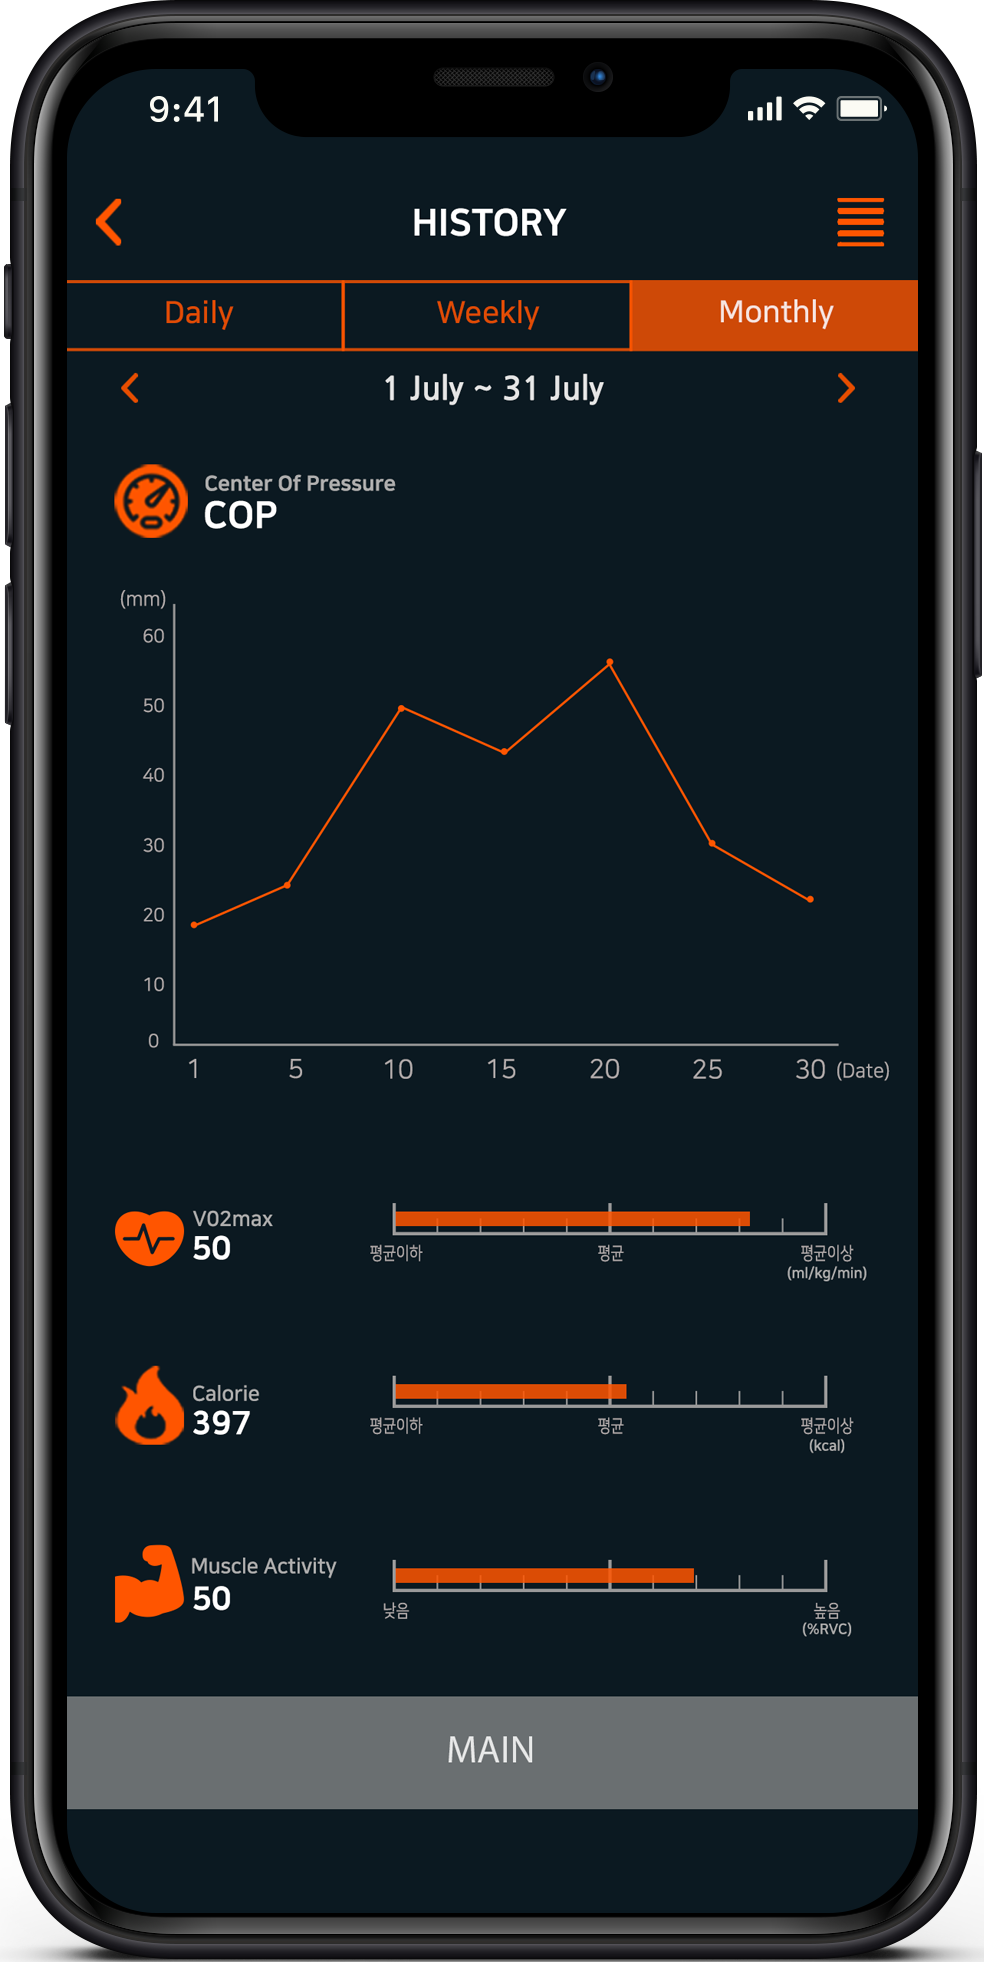 9:41
HISTORY
Daily Weekly Monthly
1 July ~ 31 July
Center Of Pressure
COP
(mm)
60
50
40
30
20
10
0
1 5 10 15 20 25 30 (Date)
V02max
50
평균이하 평균 평균이상
(ml/kg/min)
Calorie
397
평균이하 평균 평균이상
(kcal)
Muscle Activity
50
낮음 높음
(%RVC)
MAIN